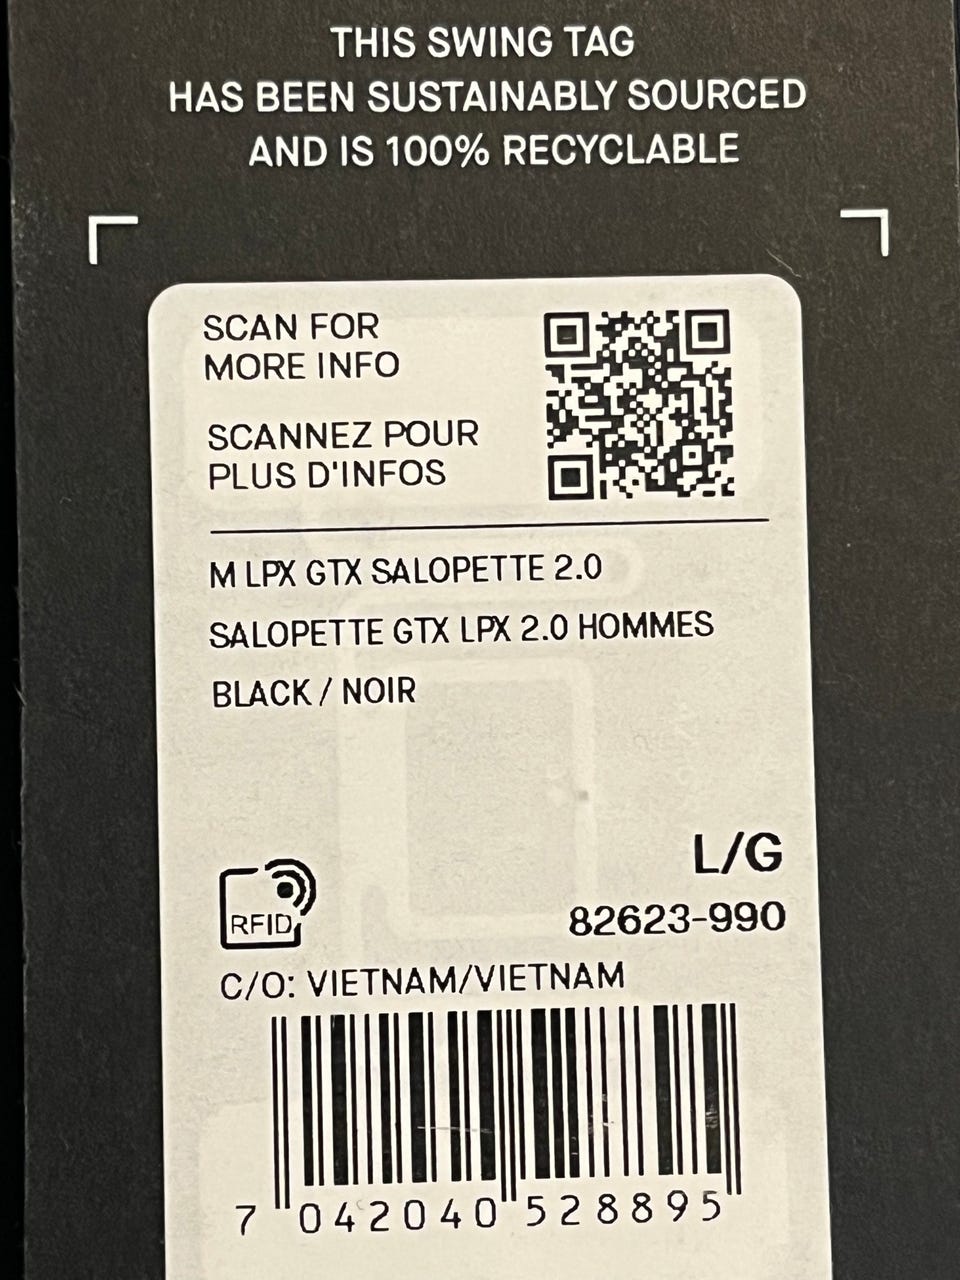 THIS SWING TAG
HAS BEEN SUSTAINABLY SOURCED
AND IS 100% RECYCLABLE
SCAN FOR
MORE INFO
SCANNEZ POUR
PLUS D'INFOS
M LPX GTX SALOPETTE 2.0
SALOPETTE GTX LPX 2.0 HOMMES
BLACK / NOIR
L/G
RFID
82623-990
C/O: VIETNAM/VIETNAM
7 042040 528895